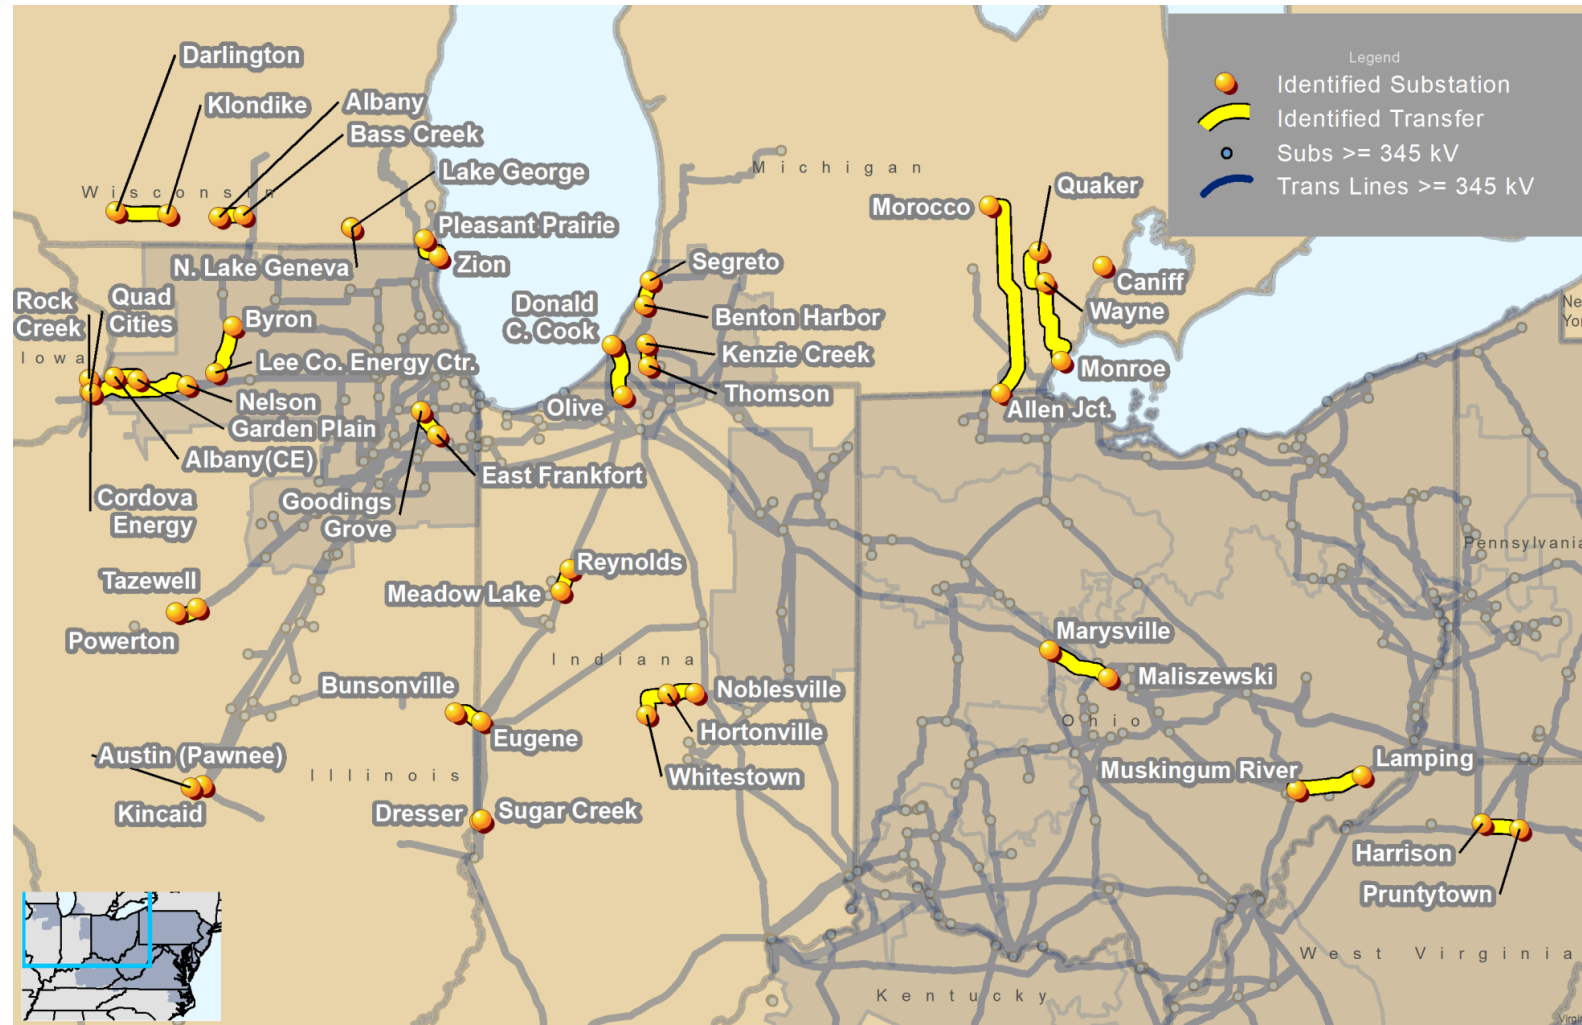 Darlington
Klondike
Albany
Bass Creek
Lake George
Wisconsin
Pleasant Prairie
N. Lake Geneva
Zion
Rock
Creek
Quad
Cities
Iowa
Byron
Lee Co. Energy Ctr.
Nelson
Garden Plain
Albany(CE)
Cordova
Energy
East Frankfort
Goodings
Grove
Michigan
Segreto
Donald
C. Cook
Benton Harbor
Kenzie Creek
Thomson
Olive
Quaker
Morocco
Caniff
Wayne
Monroe
Allen Jct.
Legend
Identified Substation
Identified Transfer
Subs >= 345 kV
Trans Lines >= 345 kV
Ne
Yor
Pennsylvania
Tazewell
Powerton
Reynolds
Meadow Lake
Indiana
Bunsonville
Eugene
Noblesville
Hortonville
Whitestown
Marysville
Maliszewski
Ohio
Austin (Pawnee)
Kincaid
Illinois
Dresser
Sugar Creek
Muskingum River
Lamping
Harrison
Pruntytown
West Virginia
Kentucky
Virgin